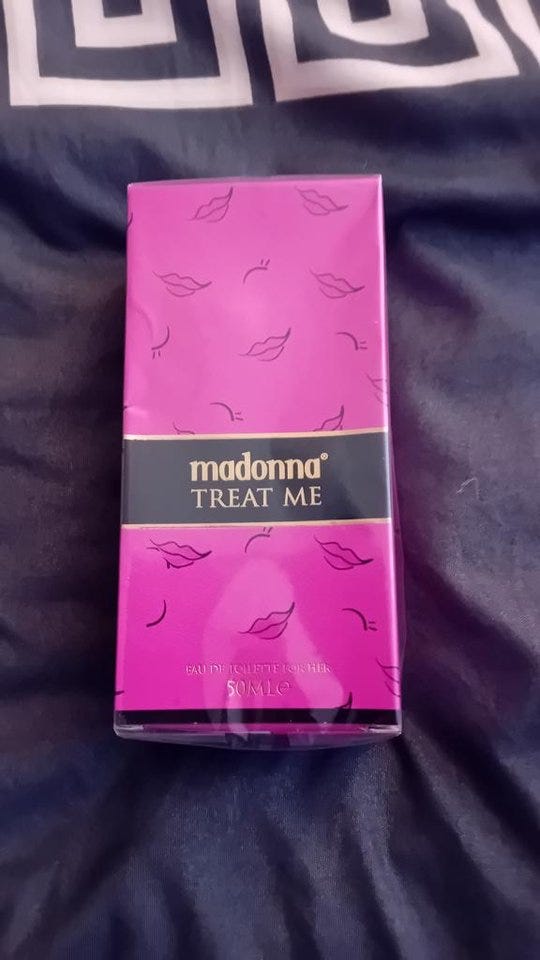 madonna®
TREAT ME
EAU DE TOILETTE FOR HER
50ML℮